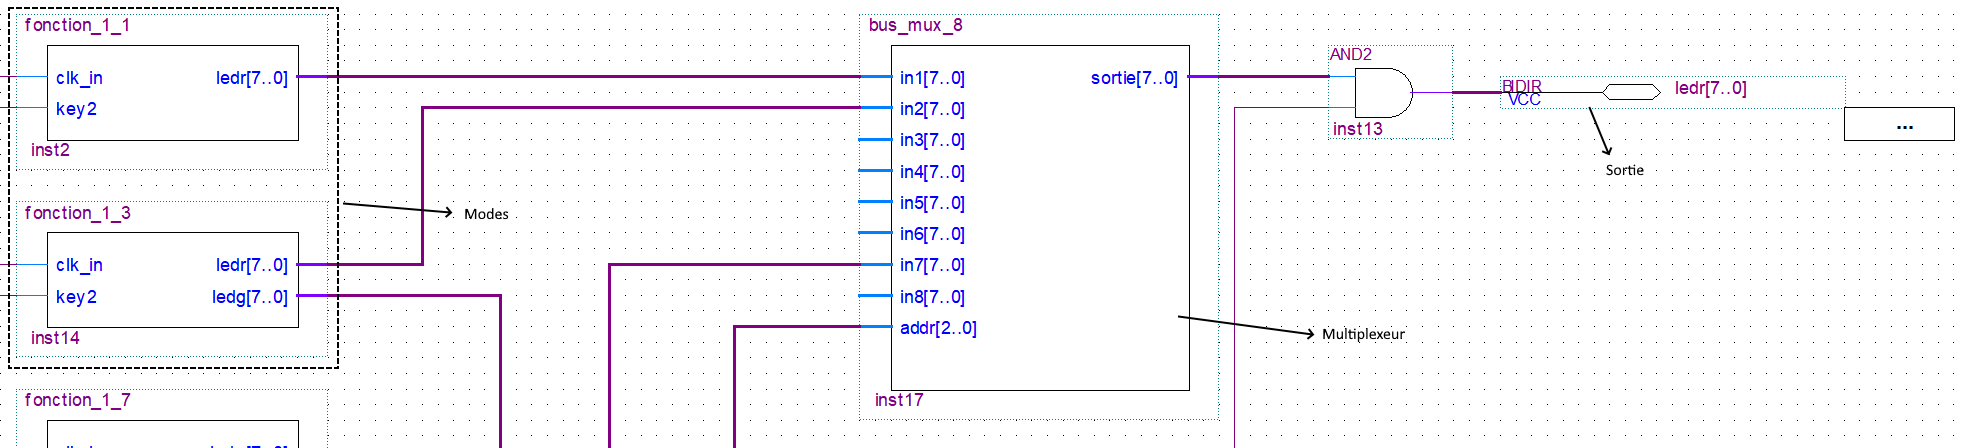 fonction_1_1
clk_in
ledr[7..0]
key2
inst2
fonction_1_3
clk_in
ledr[7..0]
key2
ledg[7..0]
inst14
fonction_1_7
Modes
bus_mux_8
in1[7..0]
sortie[7..0]
in2[7..0]
in3[7..0]
in4[7..0]
in5[7..0]
in6[7..0]
in7[7..0]
in8[7..0]
addr[2..0]
inst17
Multiplexeur
AND2
inst13
BIDIR
VCC
ledr[7..0]
...
Sortie